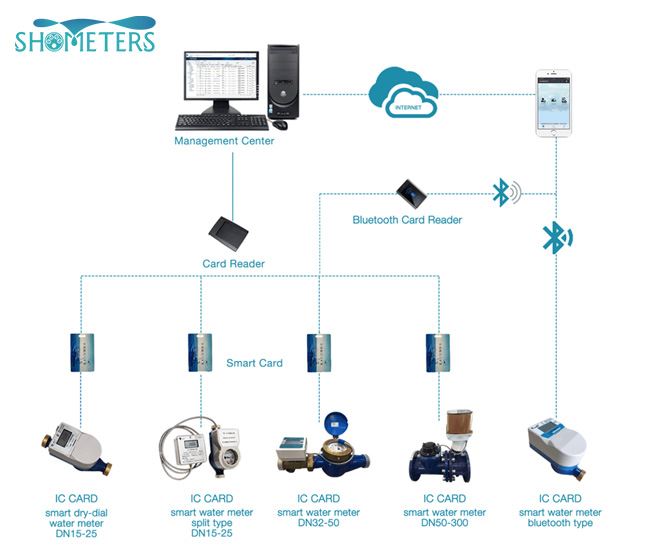 SHOMETERS
INTERNET
Management Center
Bluetooth Card Reader
Card Reader
Smart Card
IC CARD
smart dry-dial
water meter
DN15-25
IC CARD
smart water meter
split type
DN15-25
IC CARD
smart water meter
DN32-50
IC CARD
smart water meter
DN50-300
IC CARD
smart water meter
bluetooth type